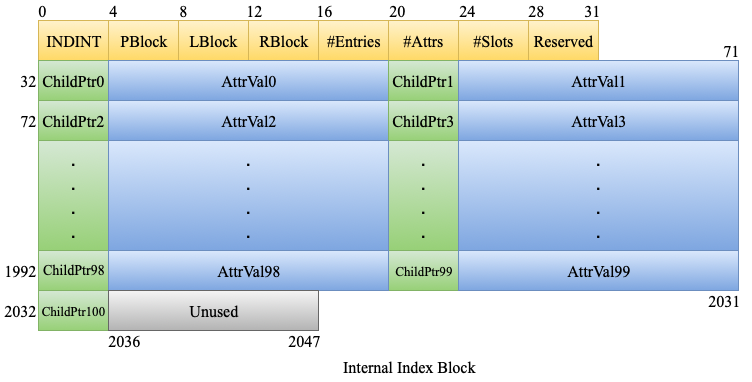 0 4 8 12 16 20 24 28 31
INDINT PBlock LBlock RBlock #Entries #Attrs #Slots Reserved
71
32 ChildPtr0 AttrVal0 ChildPtr1 AttrVal1
72 ChildPtr2 AttrVal2 ChildPtr3 AttrVal3
. . . .
. . . .
. . . .
. . . .
1992 ChildPtr98 AttrVal98 ChildPtr99 AttrVal99
2031
2032 ChildPtr100 Unused
2036 2047
Internal Index Block